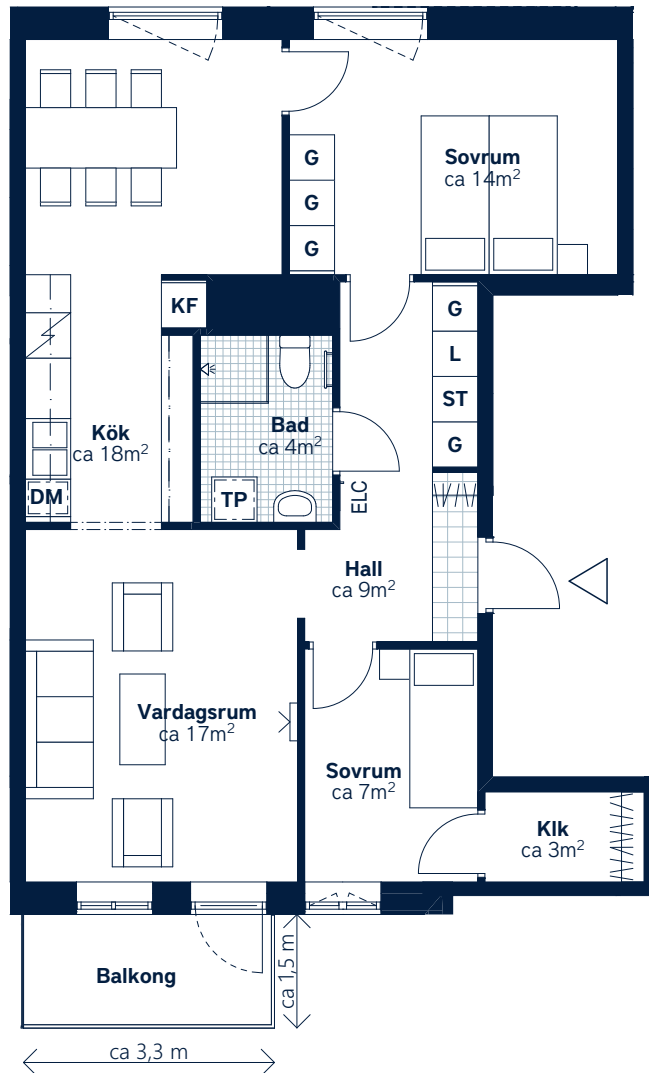 G
Sovrum
ca 14m²
G
G
KF
G
L
ST
G
Bad
ca 4m²
Kök
ca 18m²
DM
TP
ELC
Hall
ca 9m²
Vardagsrum
ca 17m²
Sovrum
ca 7m²
Klk
ca 3m²
Balkong
ca 1,5 m
ca 3,3 m